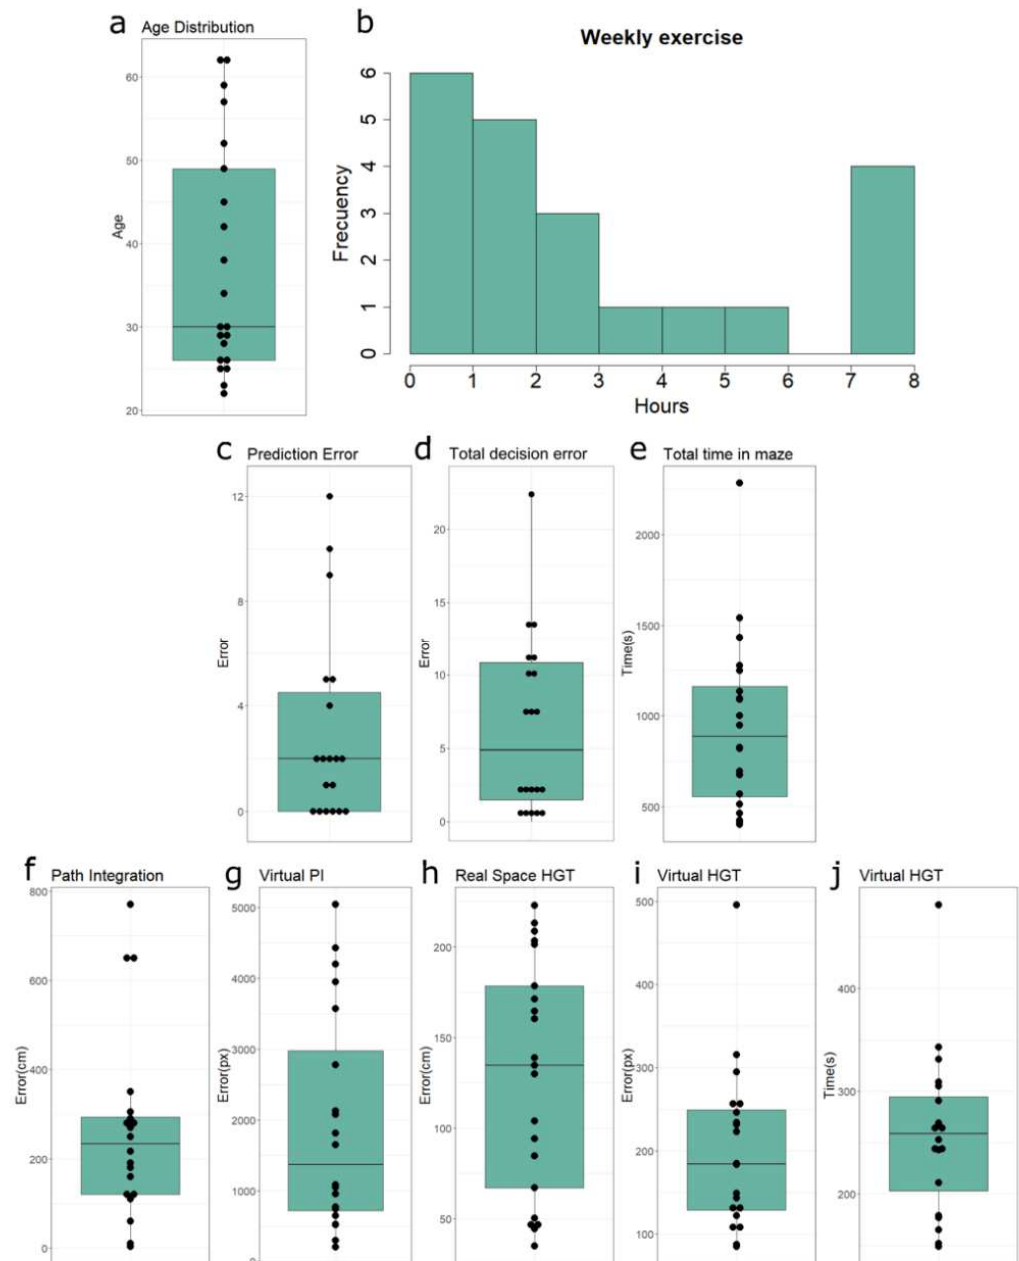 a Age Distribution
Age
60
50
40
30
20
b
Weekly exercise
Frecuency
6
5
4
3
2
1
0
0 1 2 3 4 5 6 7 8
Hours
c Prediction Error
Error
12
8
4
0
d Total decision error
Error
20
15
10
5
0
e Total time in maze
Time(s)
2000
1500
1000
500
f Path Integration
Error(cm)
800
600
400
200
0
g Virtual PI
Error(px)
5000
4000
3000
2000
1000
h Real Space HGT
Error(cm)
200
150
100
50
i Virtual HGT
Error(px)
500
400
300
200
100
j Virtual HGT
Time(s)
400
300
200